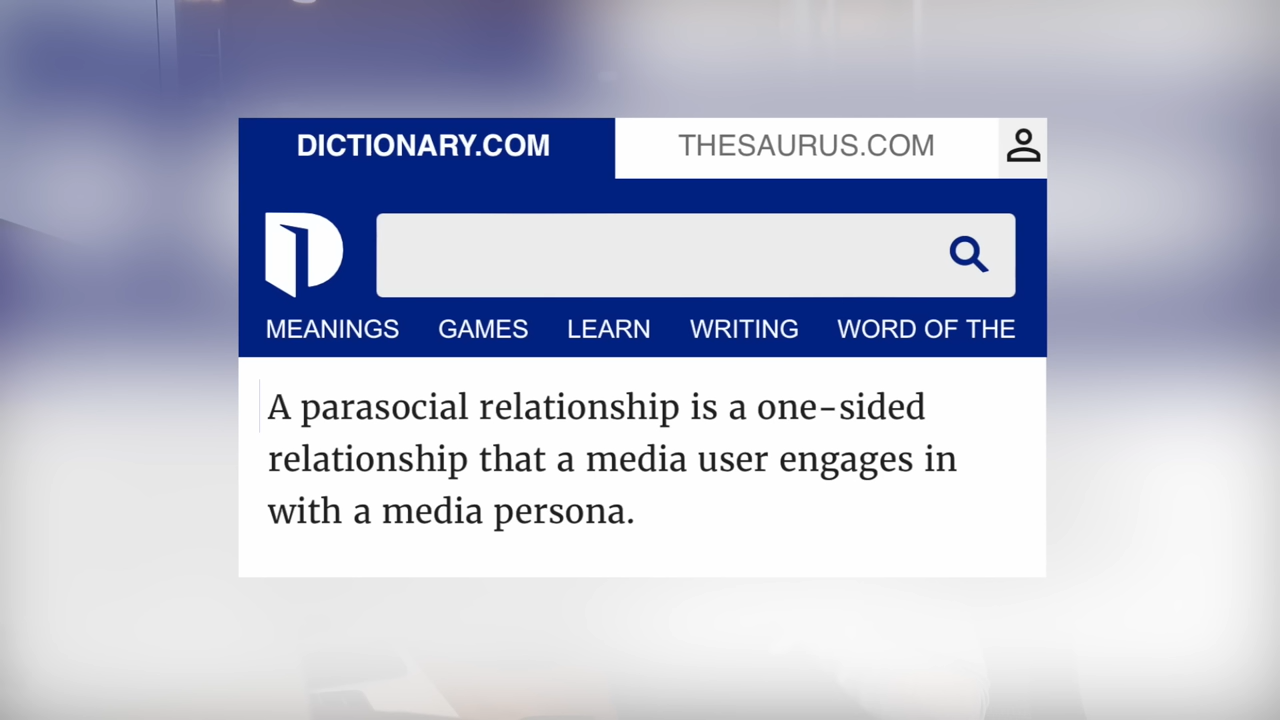 DICTIONARY.COM THESAURUS.COM
MEANINGS GAMES LEARN WRITING WORD OF THE
A parasocial relationship is a one-sided
relationship that a media user engages in
with a media persona.